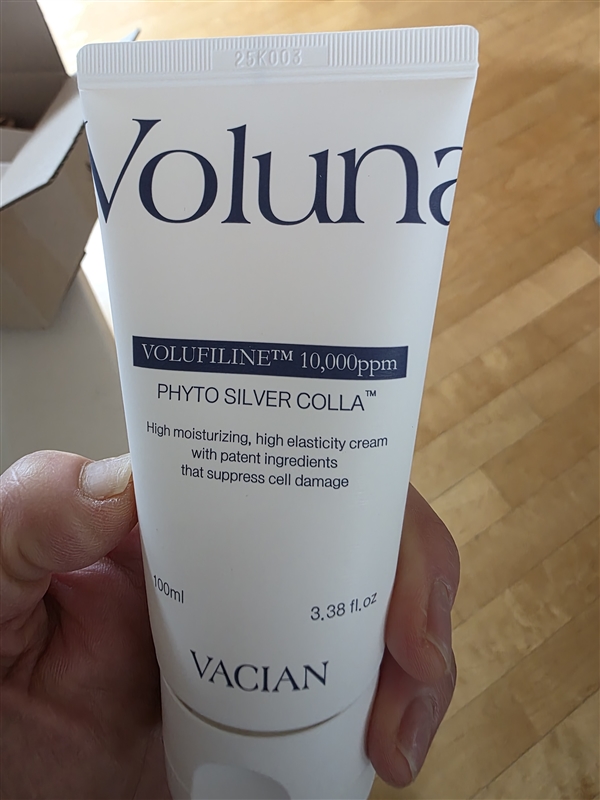 25K003
Voluna
VOLUFILINE™ 10,000ppm
PHYTO SILVER COLLA™
High moisturizing, high elasticity cream
with patent ingredients
that suppress cell damage
100ml
3.38 fl.oz
VACIAN